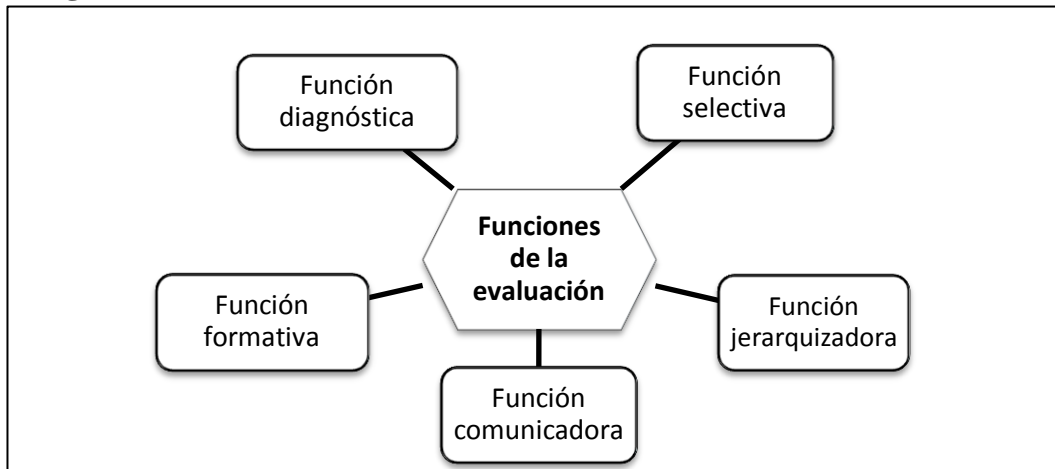 Función
diagnóstica
Función
selectiva
Funciones
de la
evaluación
Función
formativa
Función
jerarquizadora
Función
comunicadora